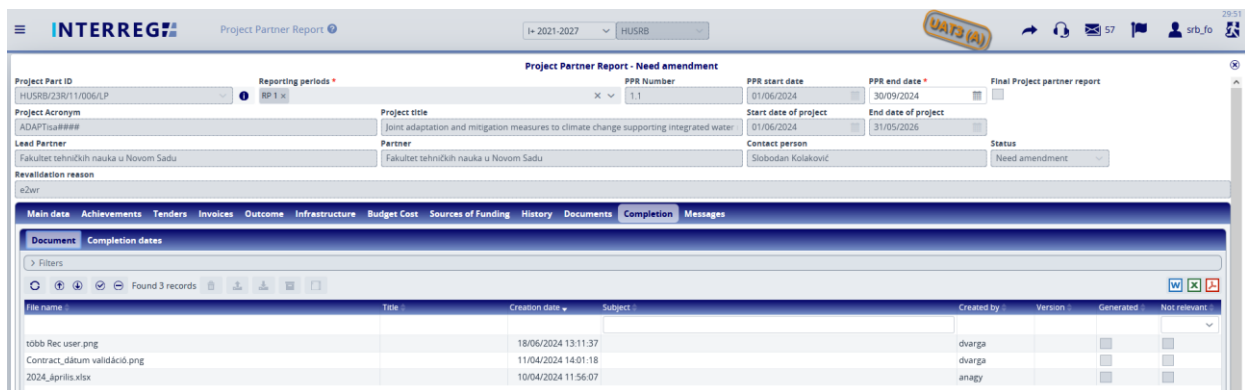 29:51
INTERREG
Project Partner Report
I+ 2021-2027
HUSRB
UAT3 (A)
57
srb_fo
Project Partner Report - Need amendment
Project Part ID
Reporting periods *
PPR Number
PPR start date
PPR end date *
Final Project partner report
HUSRB/23R/11/006/LP
RP 1 ×
1.1
01/06/2024
30/09/2024
Project Acronym
Project title
Start date of project
End date of project
ADAPTisa####
Joint adaptation and mitigation measures to climate change supporting integrated water
01/06/2024
31/05/2026
Lead Partner
Partner
Contact person
Status
Fakultet tehničkih nauka u Novom Sadu
Fakultet tehničkih nauka u Novom Sadu
Slobodan Kolaković
Need amendment
Revalidation reason
e2wr
Main data Achievements Tenders Invoices Outcome Infrastructure Budget Cost Sources of Funding History Documents Completion Messages
Document Completion dates
> Filters
Found 3 records
File name Title Creation date Subject Created by Version Generated Not relevant
több Rec user.png 18/06/2024 13:11:37 dvarga
Contract_dátum validáció.png 11/04/2024 14:01:18 dvarga
2024_április.xlsx 10/04/2024 11:56:07 anagy